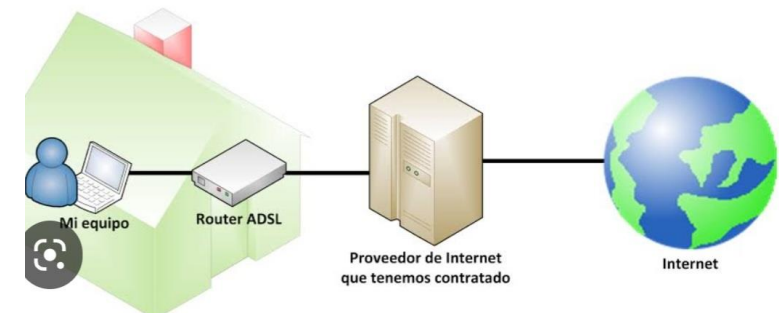 Mi equipo
Router ADSL
Proveedor de Internet
que tenemos contratado
Internet